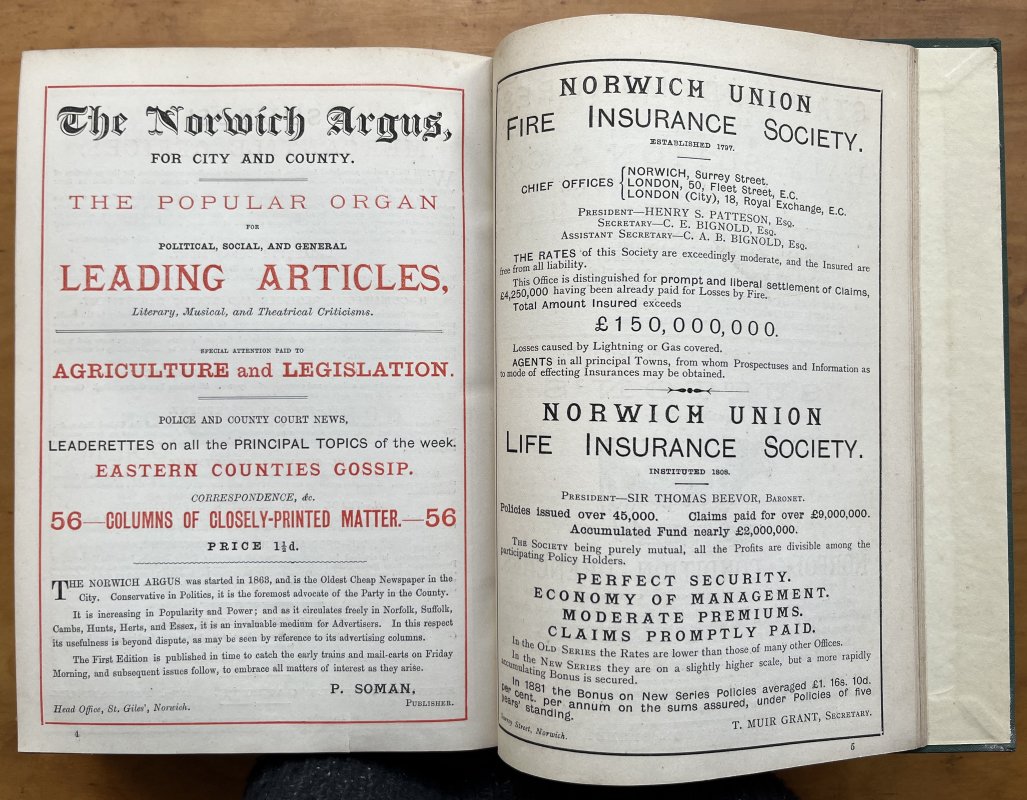 The Norwich Argus,
FOR CITY AND COUNTY.
THE POPULAR ORGAN
FOR
POLITICAL, SOCIAL, AND GENERAL
LEADING ARTICLES,
Literary, Musical, and Theatrical Criticisms.
SPECIAL ATTENTION PAID TO
AGRICULTURE and LEGISLATION.
POLICE AND COUNTY COURT NEWS,
LEADERETTES on all the PRINCIPAL TOPICS of the week.
EASTERN COUNTIES GOSSIP.
CORRESPONDENCE, &c.
56—COLUMNS OF CLOSELY-PRINTED MATTER.—56
PRICE 1½d.
THE NORWICH ARGUS was started in 1863, and is the Oldest Cheap Newspaper in the
City. Conservative in Politics, it is the foremost advocate of the Party in the County.
It is increasing in Popularity and Power; and as it circulates freely in Norfolk, Suffolk,
Cambs, Hunts, Herts, and Essex, it is an invaluable medium for Advertisers. In this respect
its usefulness is beyond dispute, as may be seen by reference to its advertising columns.
The First Edition is published in time to catch the early trains and mail-carts on Friday
Morning, and subsequent issues follow, to embrace all matters of interest as they arise.
P. SOMAN,
PUBLISHER.
Head Office, St. Giles', Norwich.
4
NORWICH UNION
FIRE INSURANCE SOCIETY.
ESTABLISHED 1797.
CHIEF OFFICES { NORWICH, Surrey Street.
LONDON, 50, Fleet Street, E.C.
LONDON (City), 18, Royal Exchange, E.C.
PRESIDENT—HENRY S. PATTESON, ESQ.
SECRETARY—C. E. BIGNOLD, ESQ.
ASSISTANT SECRETARY—C. A. B. BIGNOLD, ESQ.
THE RATES of this Society are exceedingly moderate, and the Insured are
free from all liability.
This Office is distinguished for prompt and liberal settlement of Claims,
£4,250,000 having been already paid for Losses by Fire.
Total Amount Insured exceeds
£150,000,000.
Losses caused by Lightning or Gas covered.
AGENTS in all principal Towns, from whom Prospectuses and Information as
to mode of effecting Insurances may be obtained.
NORWICH UNION
LIFE INSURANCE SOCIETY.
INSTITUTED 1808.
PRESIDENT—SIR THOMAS BEEVOR, BARONET.
Policies issued over 45,000. Claims paid for over £9,000,000.
Accumulated Fund nearly £2,000,000.
THE SOCIETY being purely mutual, all the Profits are divisible among the
participating Policy Holders.
PERFECT SECURITY.
ECONOMY OF MANAGEMENT.
MODERATE PREMIUMS.
CLAIMS PROMPTLY PAID.
In the OLD SERIES the Rates are lower than those of many other Offices.
In the NEW SERIES they are on a slightly higher scale, but a more rapidly
accumulating Bonus is secured.
In 1881 the Bonus on New Series Policies averaged £1. 16s. 10d.
per cent. per annum on the sums assured, under Policies of five
years' standing.
T. MUIR GRANT, SECRETARY.
Surrey Street, Norwich.
5